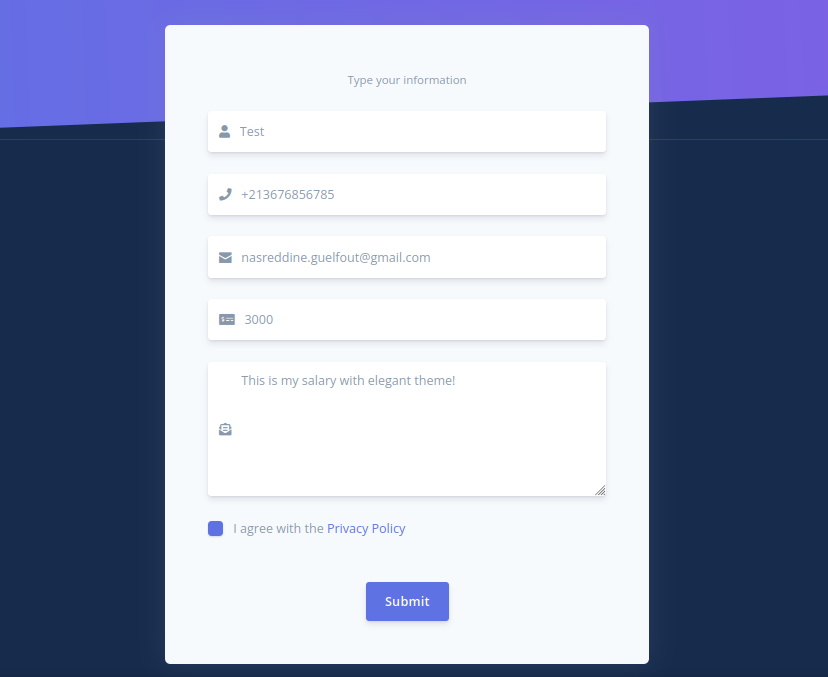 Type your information
Test
+213676856785
nasreddine.guelfout@gmail.com
3000
This is my salary with elegant theme!
I agree with the Privacy Policy
Submit